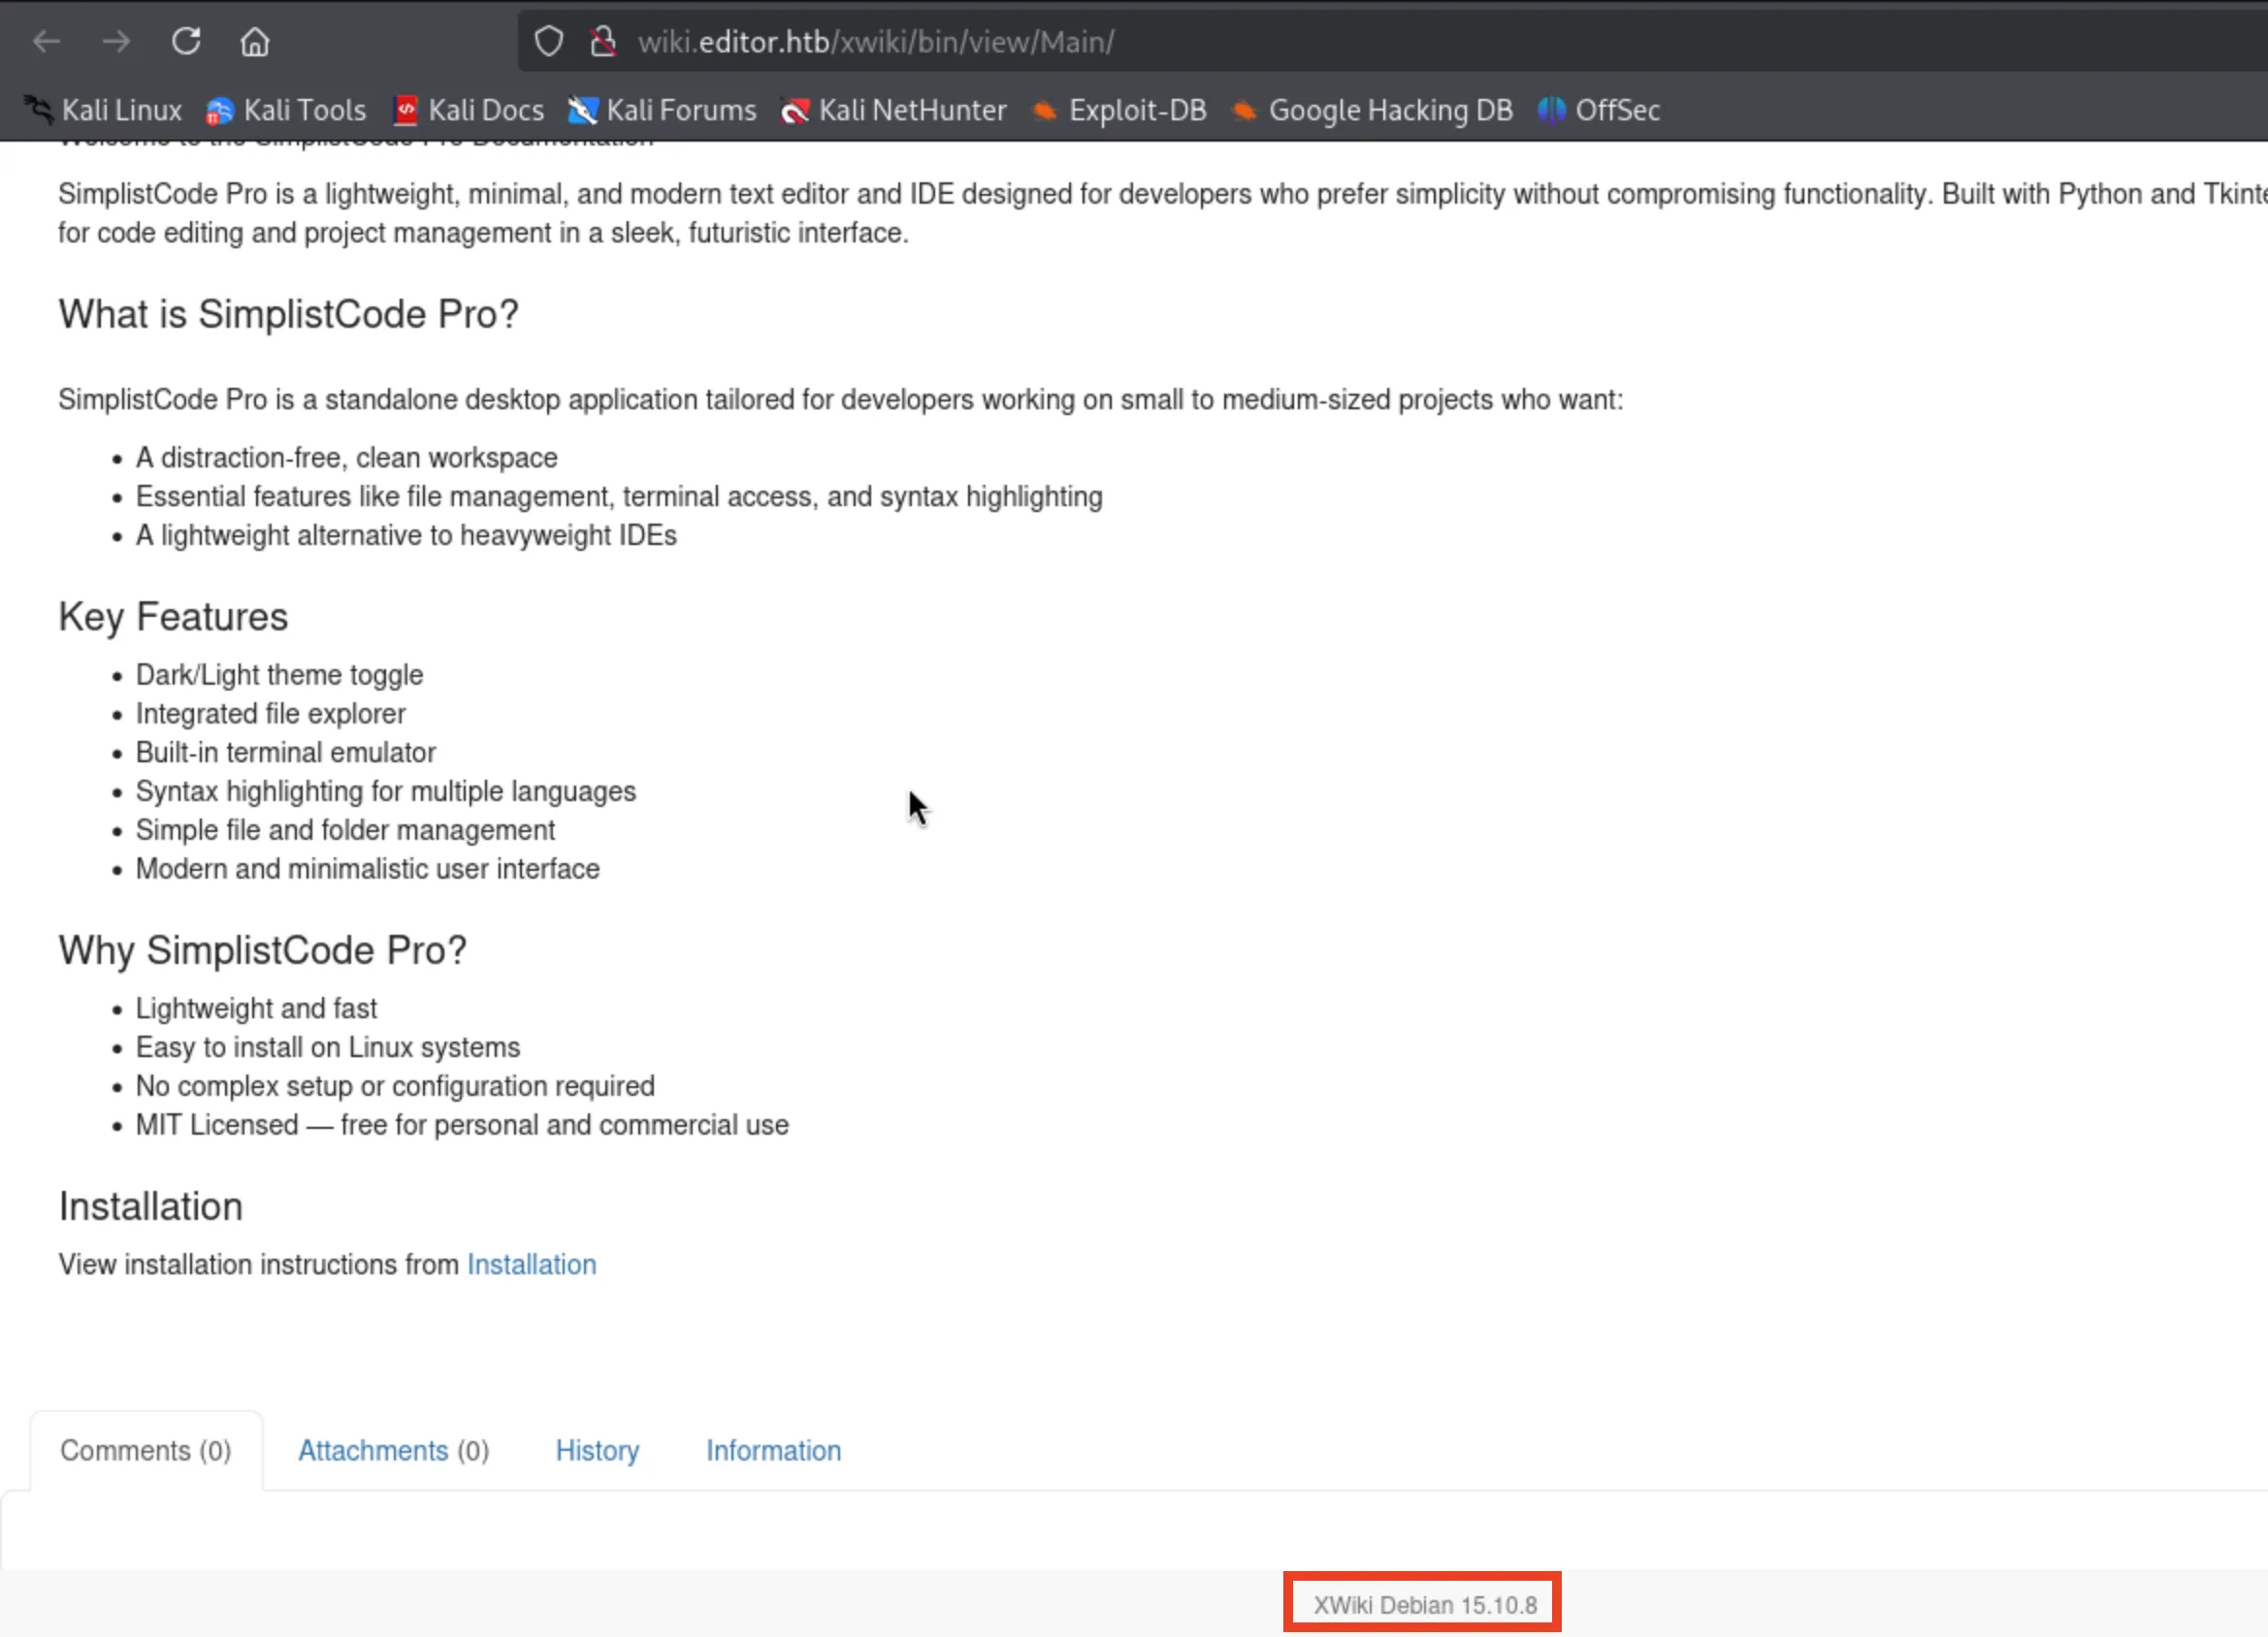 wiki.editor.htb/xwiki/bin/view/Main/
Kali Linux Kali Tools Kali Docs Kali Forums Kali NetHunter Exploit-DB Google Hacking DB OffSec
Welcome to the SimplistCode Pro Documentation
SimplistCode Pro is a lightweight, minimal, and modern text editor and IDE designed for developers who prefer simplicity without compromising functionality. Built with Python and
for code editing and project management in a sleek, futuristic interface.
What is SimplistCode Pro?
SimplistCode Pro is a standalone desktop application tailored for developers working on small to medium-sized projects who want:
• A distraction-free, clean workspace
• Essential features like file management, terminal access, and syntax highlighting
• A lightweight alternative to heavyweight IDEs
Key Features
• Dark/Light theme toggle
• Integrated file explorer
• Built-in terminal emulator
• Syntax highlighting for multiple languages
• Simple file and folder management
• Modern and minimalistic user interface
Why SimplistCode Pro?
• Lightweight and fast
• Easy to install on Linux systems
• No complex setup or configuration required
• MIT Licensed — free for personal and commercial use
Installation
View installation instructions from Installation
Comments (0) Attachments (0) History Information
XWiki Debian 15.10.8